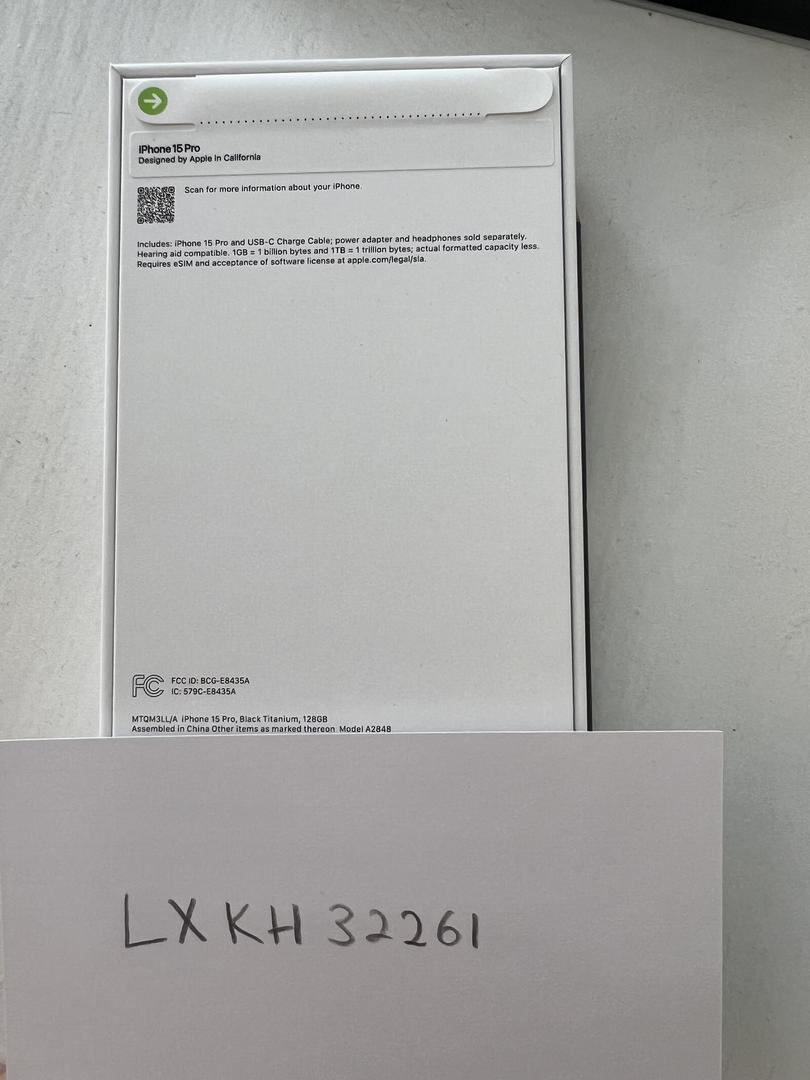 iPhone 15 Pro
Designed by Apple in California
Scan for more information about your iPhone.
Includes: iPhone 15 Pro and USB-C Charge Cable; power adapter and headphones sold separately.
Hearing aid compatible. 1GB = 1 billion bytes and 1TB = 1 trillion bytes; actual formatted capacity less.
Requires eSIM and acceptance of software license at apple.com/legal/sla.
FC FCC ID: BCG-E8435A
IC: 579C-E8435A
MTQM3LL/A iPhone 15 Pro, Black Titanium, 128GB
Assembled in China Other items as marked thereon Model A2848
LXKH32261